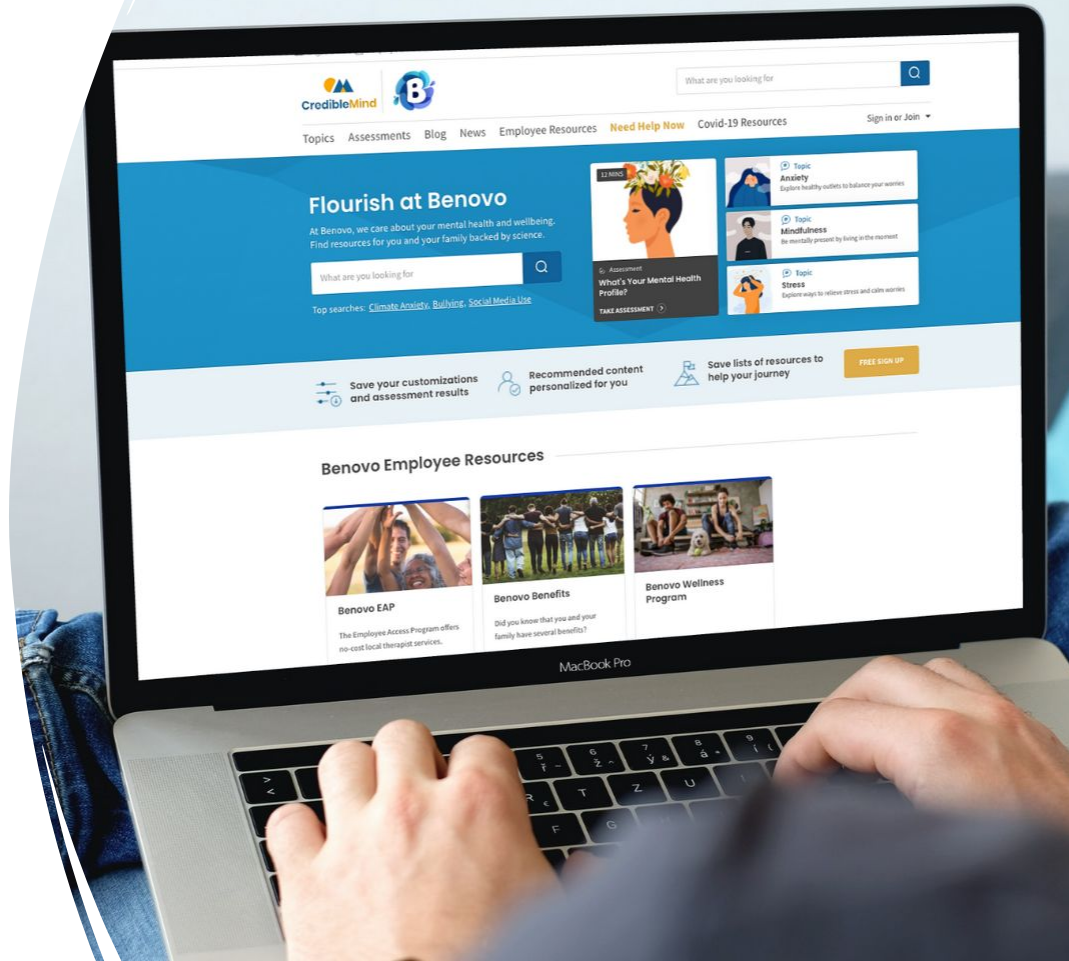 CredibleMind
B
What are you looking for
Topics Assessments Blog News Employee Resources Need Help Now Covid-19 Resources Sign in or Join
Flourish at Benovo
At Benovo, we care about your mental health and wellbeing.
Find resources for you and your family backed by science.
What are you looking for
Top searches: Climate Anxiety, Bullying, Social Media Use
12 MINS
Assessment
What's Your Mental Health
Profile?
TAKE ASSESSMENT
Topic
Anxiety
Explore healthy outlets to balance your worries
Topic
Mindfulness
Be mentally present by living in the moment
Topic
Stress
Explore ways to relieve stress and calm worries
Save your customizations
and assessment results
Recommended content
personalized for you
Save lists of resources to
help your journey
FREE SIGN UP
Benovo Employee Resources
Benovo EAP
The Employee Access Program offers
no-cost local therapist services.
Benovo Benefits
Did you know that you and your
family have several benefits?
Benovo Wellness
Program
MacBook Pro
> <
5 ř
6 ž
7 ý &
8 á
9 í (
R € T Z U
F G